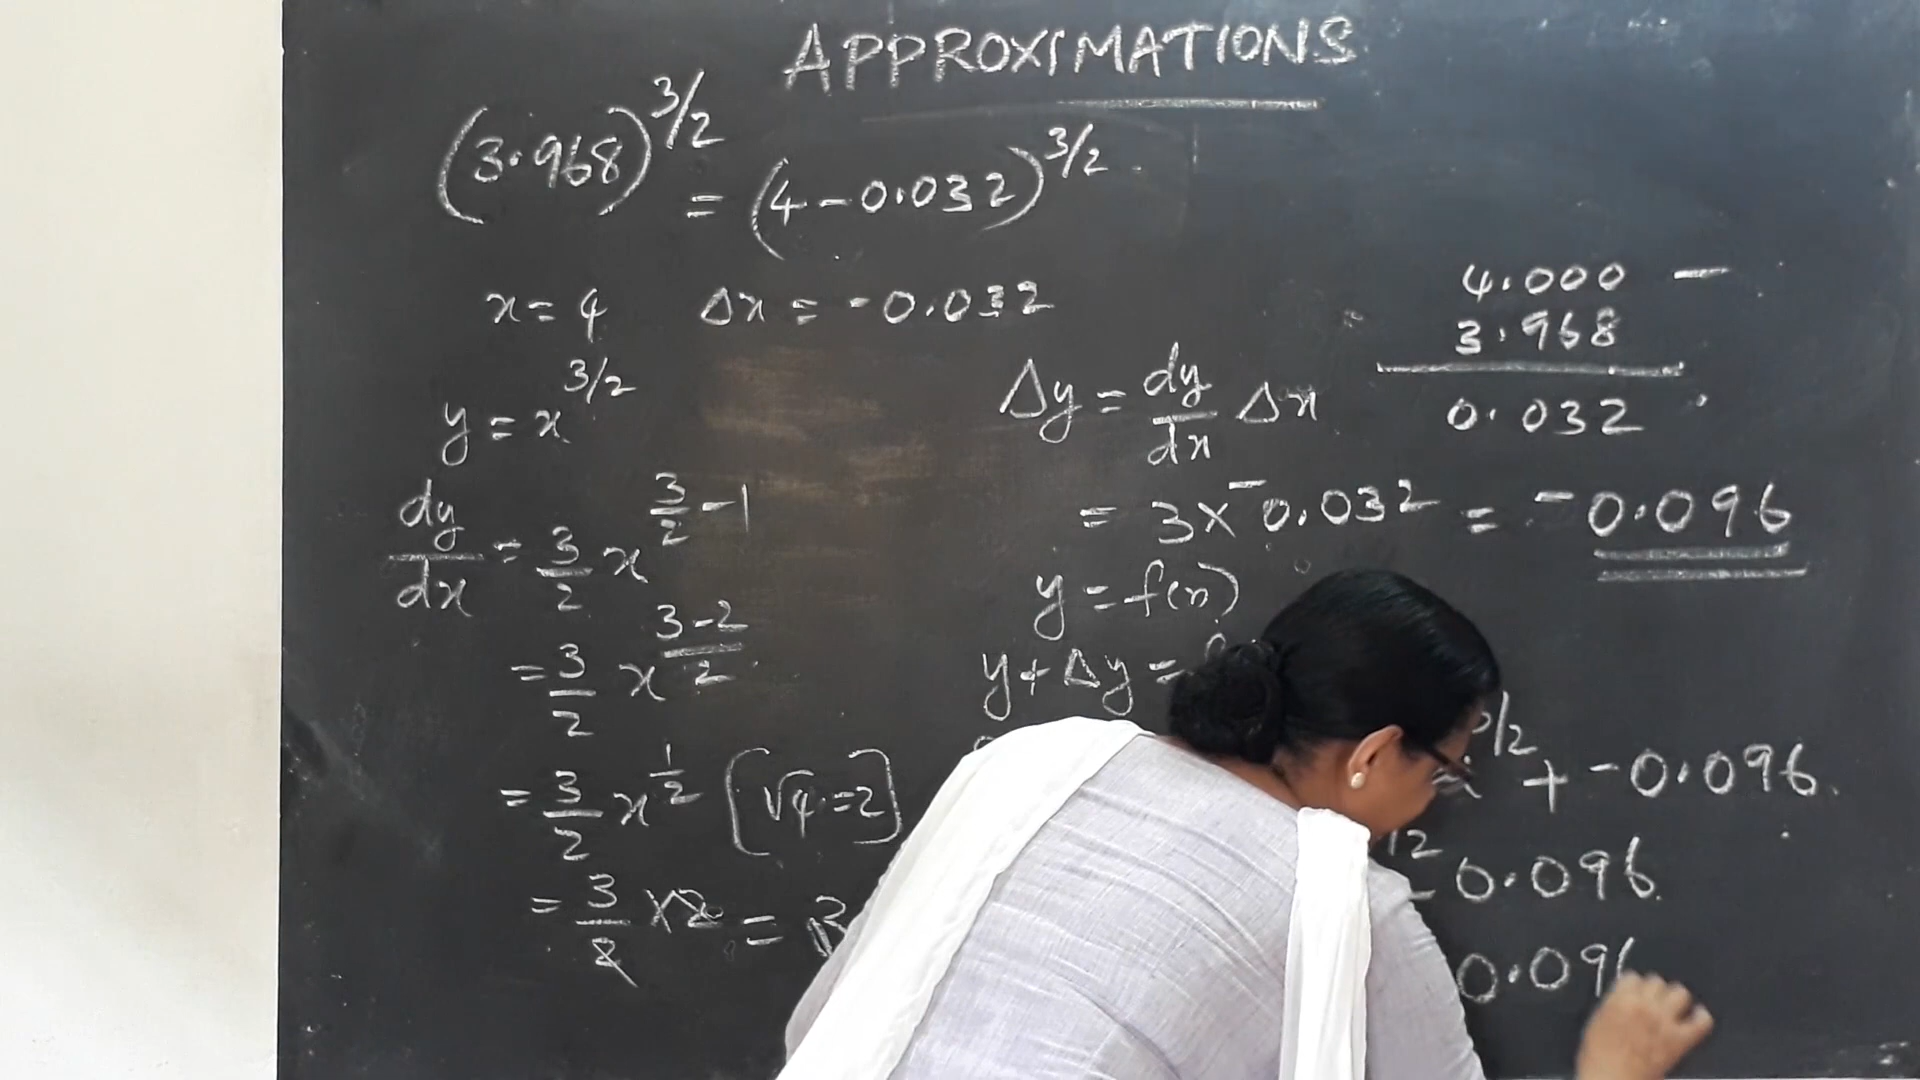 APPROXIMATIONS
(3.968)^3/2 = (4-0.032)^3/2
x = 4 Δx = -0.032
y = x^3/2
dy/dx = 3/2 x^(3/2 - 1)
= 3/2 x^((3-2)/2)
= 3/2 x^(1/2) [√4 = 2]
= 3/2 × 2 = 3
4.000 -
3.968
0.032
Δy = dy/dx Δx
= 3 × -0.032 = -0.096
y = f(x)
y + Δy =
/2 + -0.096
- 0.096
0.096